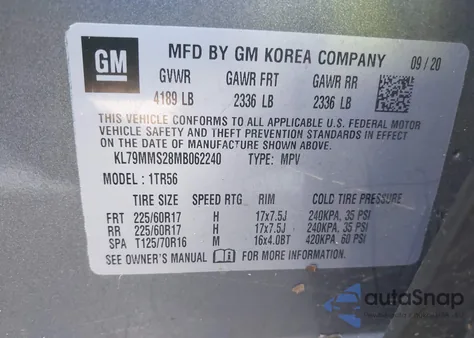 GM
MFD BY GM KOREA COMPANY 09/20
GVWR GAWR FRT GAWR RR
4189 LB 2336 LB 2336 LB
THIS VEHICLE CONFORMS TO ALL APPLICABLE U.S. FEDERAL MOTOR
VEHICLE SAFETY AND THEFT PREVENTION STANDARDS IN EFFECT ON
THE DATE OF MANUFACTURE SHOWN ABOVE.
KL79MMS28MB062240 TYPE: MPV
MODEL: 1TR56
TIRE SIZE SPEED RTG RIM COLD TIRE PRESSURE
FRT 225/60R17 H 17x7.5J 240KPA, 35 PSI
RR 225/60R17 H 17x7.5J 240KPA, 35 PSI
SPA T125/70R16 M 16x4.0BT 420KPA, 60 PSI
SEE OWNER'S MANUAL i FOR MORE INFORMATION.
autoSnap
by autobidmaster